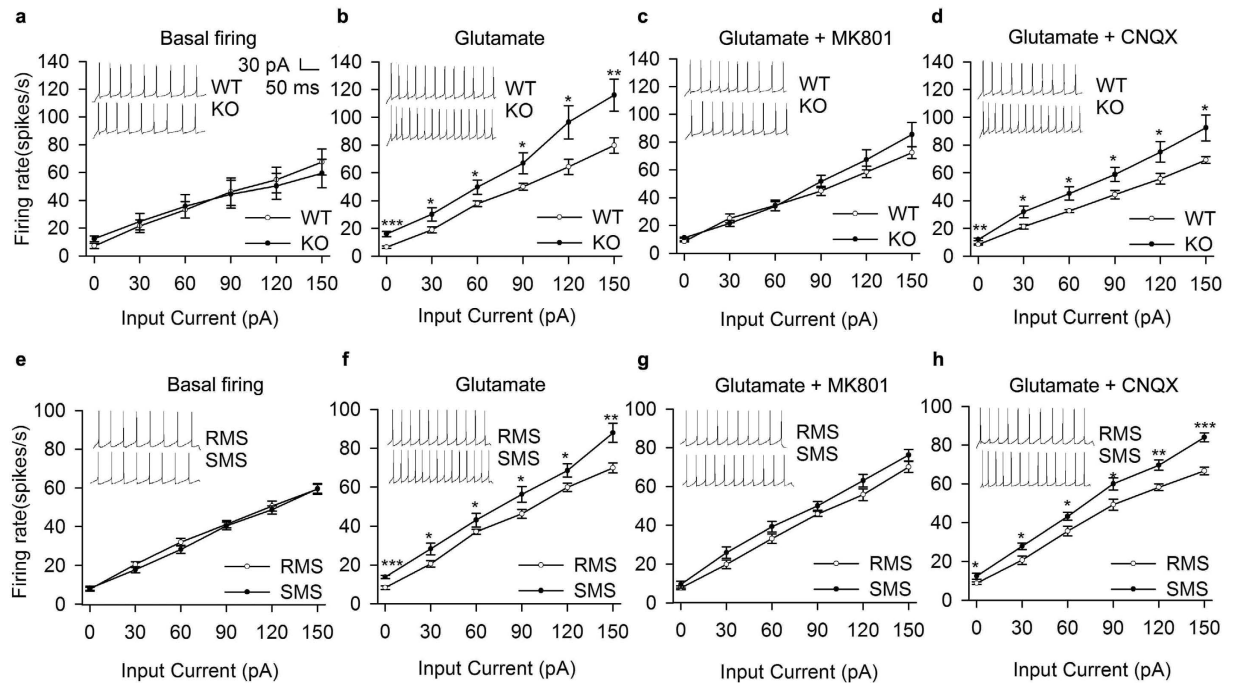 a
Basal firing
Firing rate(spikes/s)
140
120
100
80
60
40
20
0
30 pA
50 ms
WT
KO
WT
KO
0 30 60 90 120 150
Input Current (pA)
b
Glutamate
140
120
100
80
60
40
20
0
WT
KO
***
*
*
*
*
**
WT
KO
0 30 60 90 120 150
Input Current (pA)
c
Glutamate + MK801
140
120
100
80
60
40
20
0
WT
KO
WT
KO
0 30 60 90 120 150
Input Current (pA)
d
Glutamate + CNQX
140
120
100
80
60
40
20
0
WT
KO
**
*
*
*
*
*
WT
KO
0 30 60 90 120 150
Input Current (pA)
e
Basal firing
Firing rate(spikes/s)
100
80
60
40
20
0
RMS
SMS
RMS
SMS
0 30 60 90 120 150
Input Current (pA)
f
Glutamate
100
80
60
40
20
0
RMS
SMS
***
*
*
*
*
**
RMS
SMS
0 30 60 90 120 150
Input Current (pA)
g
Glutamate + MK801
100
80
60
40
20
0
RMS
SMS
RMS
SMS
0 30 60 90 120 150
Input Current (pA)
h
Glutamate + CNQX
100
80
60
40
20
0
RMS
SMS
*
*
*
*
**
***
RMS
SMS
0 30 60 90 120 150
Input Current (pA)